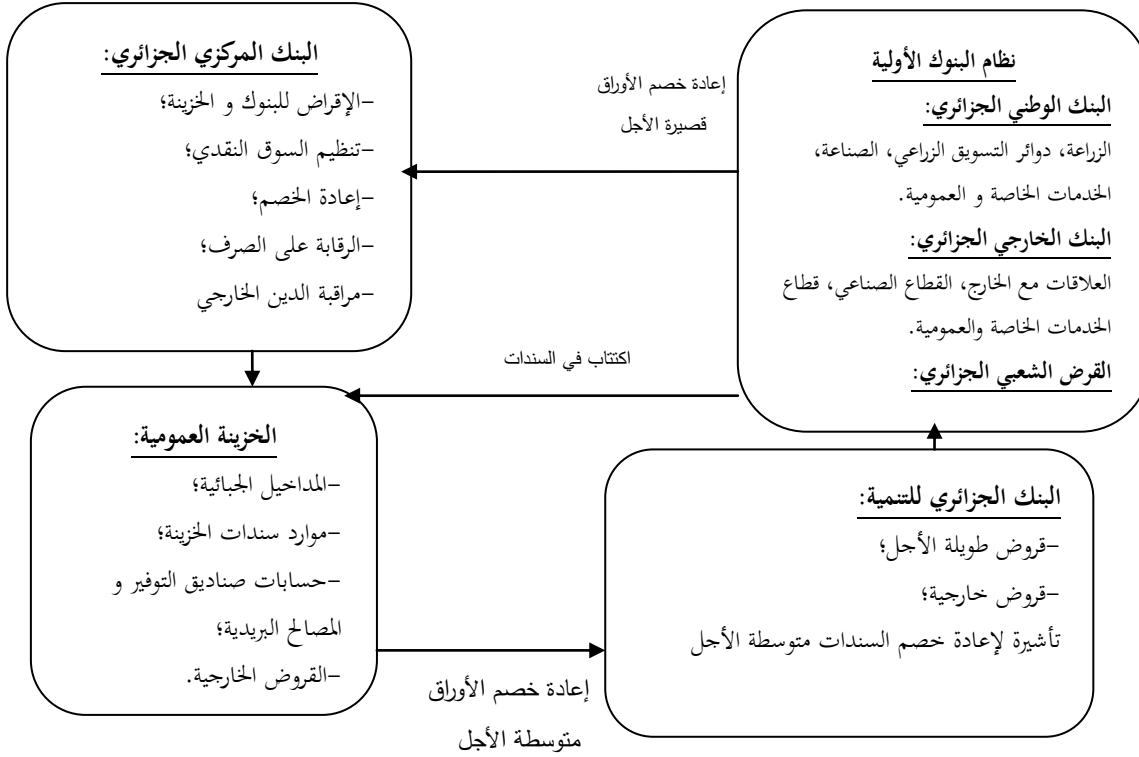 نظام البنوك الأولية
البنك الوطني الجزائري:
الزراعة، دوائر التسويق الزراعي، الصناعة،
الخدمات الخاصة و العمومية.
البنك الخارجي الجزائري:
العلاقات مع الخارج، القطاع الصناعي، قطاع
الخدمات الخاصة والعمومية.
القرض الشعبي الجزائري:
إعادة خصم الأوراق
قصيرة الأجل
البنك المركزي الجزائري:
-الإقراض للبنوك و الخزينة؛
-تنظيم السوق النقدي؛
-إعادة الخصم؛
-الرقابة على الصرف؛
-مراقبة الدين الخارجي
اكتتاب في السندات
البنك الجزائري للتنمية:
-قروض طويلة الأجل؛
-قروض خارجية؛
تأشيرة لإعادة خصم السندات متوسطة الأجل
الخزينة العمومية:
-المداخيل الجبائية؛
-موارد سندات الخزينة؛
-حسابات صناديق التوفير و
المصالح البريدية؛
-القروض الخارجية.
إعادة خصم الأوراق
متوسطة الأجل